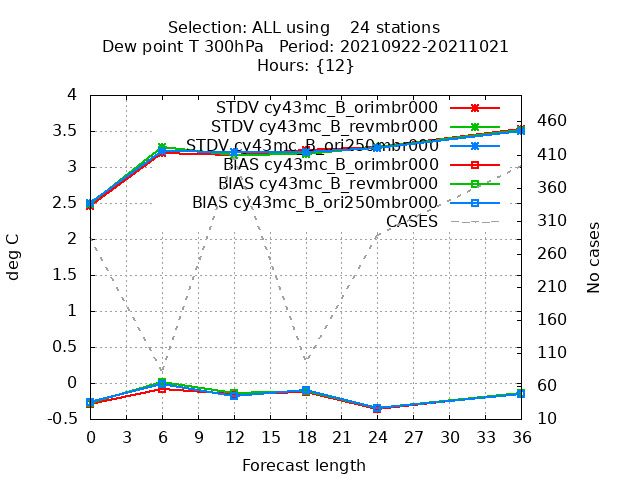 Selection: ALL using    24 stations
Dew point T 300hPa   Period: 20210922-20211021
Hours: {12}
STDV cy43mc_B_orimbr000
STDV cy43mc_B_revmbr000
STDV cy43mc_B_ori250mbr000
BIAS cy43mc_B_orimbr000
BIAS cy43mc_B_revmbr000
BIAS cy43mc_B_ori250mbr000
CASES
deg C
4
3.5
3
2.5
2
1.5
1
0.5
0
-0.5
No cases
460
410
360
310
260
210
160
110
60
10
0 3 6 9 12 15 18 21 24 27 30 33 36
Forecast length